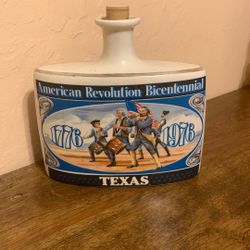 American Revolution Bicentennial
1776 1976
TEXAS